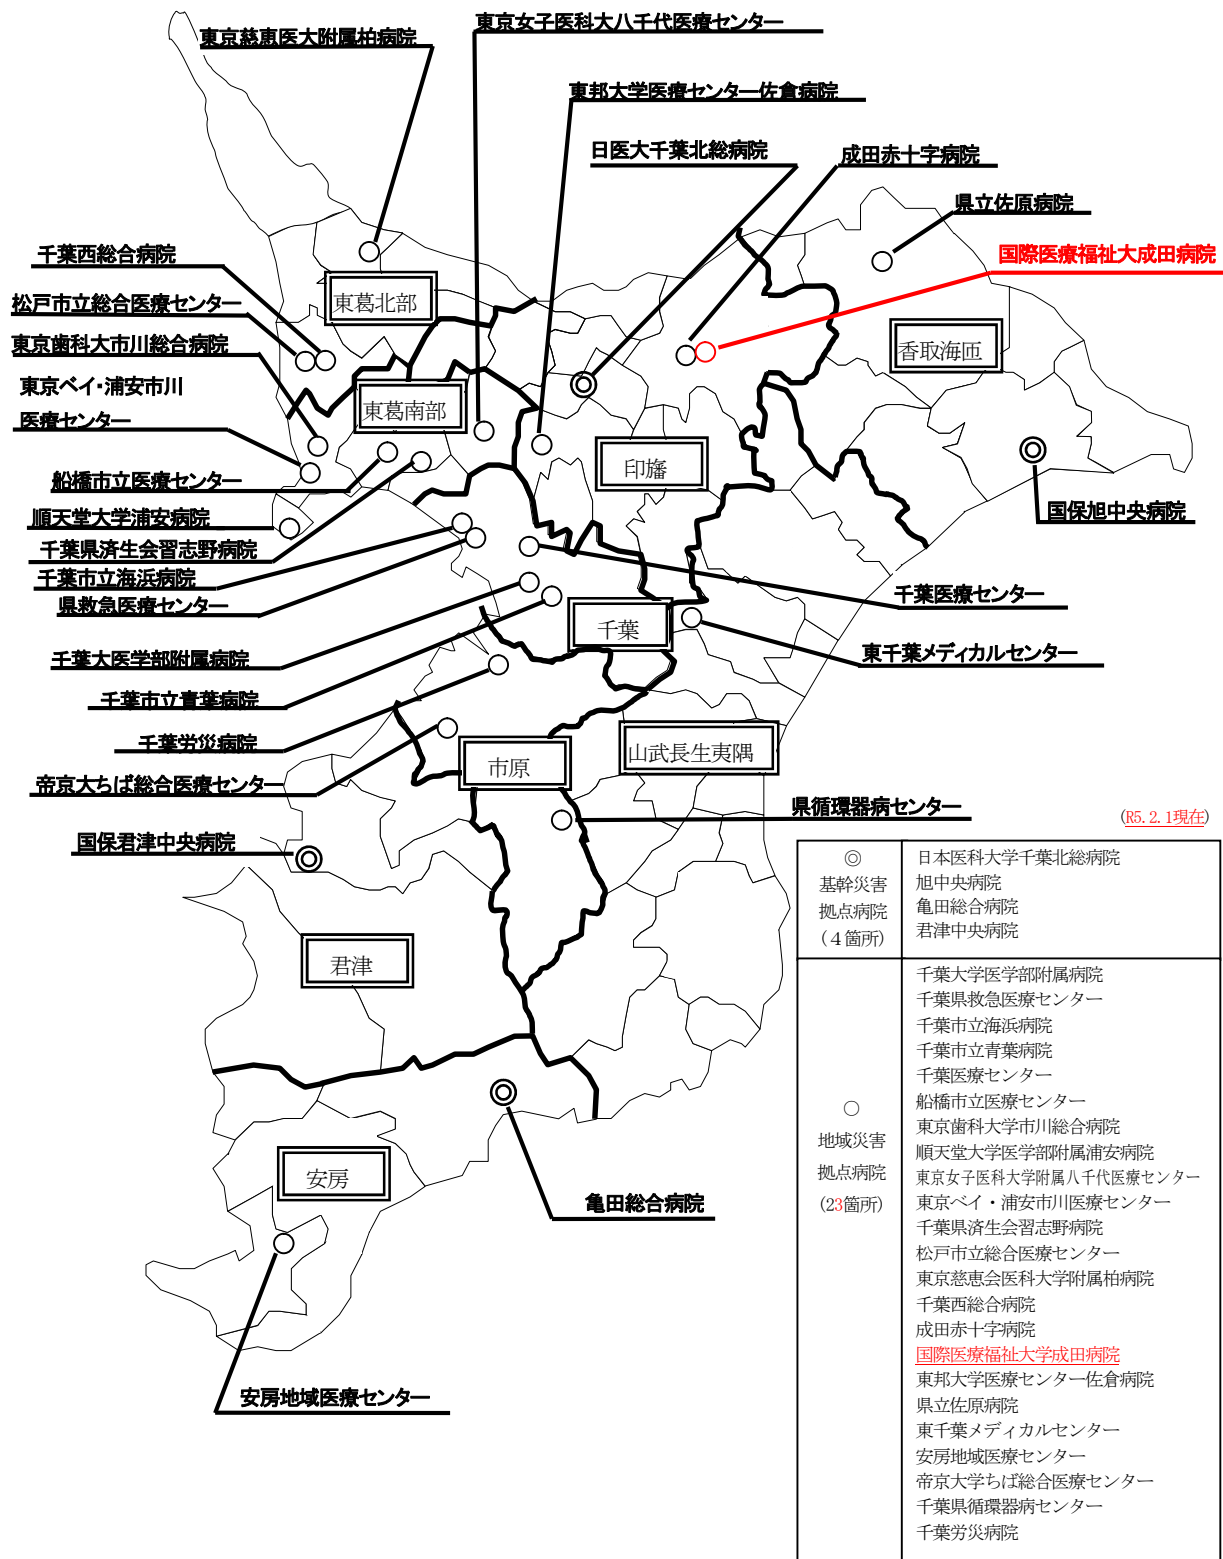 東京女子医科大八千代医療センター
東京慈恵医大附属柏病院
東邦大学医療センター佐倉病院
日医大千葉北総病院
成田赤十字病院
県立佐原病院
国際医療福祉大成田病院
千葉西総合病院
松戸市立総合医療センター
東京歯科大市川総合病院
東京ベイ・浦安市川
医療センター
船橋市立医療センター
順天堂大学浦安病院
千葉県済生会習志野病院
千葉市立海浜病院
県救急医療センター
千葉大医学部附属病院
千葉市立青葉病院
千葉労災病院
帝京大ちば総合医療センター
国保君津中央病院
東葛北部
東葛南部
印旛
香取海匝
千葉
市原
山武長生夷隅
君津
安房
国保旭中央病院
千葉医療センター
東千葉メディカルセンター
県循環器病センター
亀田総合病院
安房地域医療センター
(R5.2.1現在)
◎
基幹災害
拠点病院
(4箇所)
日本医科大学千葉北総病院
旭中央病院
亀田総合病院
君津中央病院
○
地域災害
拠点病院
(23箇所)
千葉大学医学部附属病院
千葉県救急医療センター
千葉市立海浜病院
千葉市立青葉病院
千葉医療センター
船橋市立医療センター
東京歯科大学市川総合病院
順天堂大学医学部附属浦安病院
東京女子医科大学附属八千代医療センター
東京ベイ・浦安市川医療センター
千葉県済生会習志野病院
松戸市立総合医療センター
東京慈恵会医科大学附属柏病院
千葉西総合病院
成田赤十字病院
国際医療福祉大学成田病院
東邦大学医療センター佐倉病院
県立佐原病院
東千葉メディカルセンター
安房地域医療センター
帝京大学ちば総合医療センター
千葉県循環器病センター
千葉労災病院